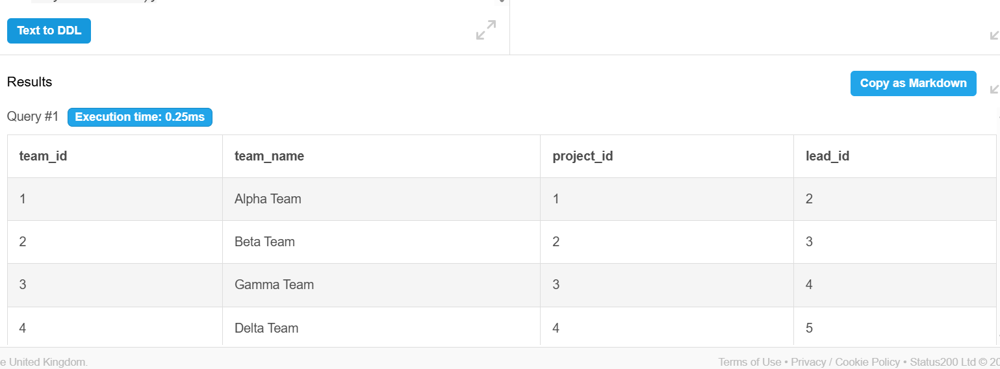 Text to DDL
Results
Copy as Markdown
Query #1 Execution time: 0.25ms
team_id team_name project_id lead_id
1 Alpha Team 1 2
2 Beta Team 2 3
3 Gamma Team 3 4
4 Delta Team 4 5
e United Kingdom.
Terms of Use • Privacy / Cookie Policy • Status200 Ltd © 20